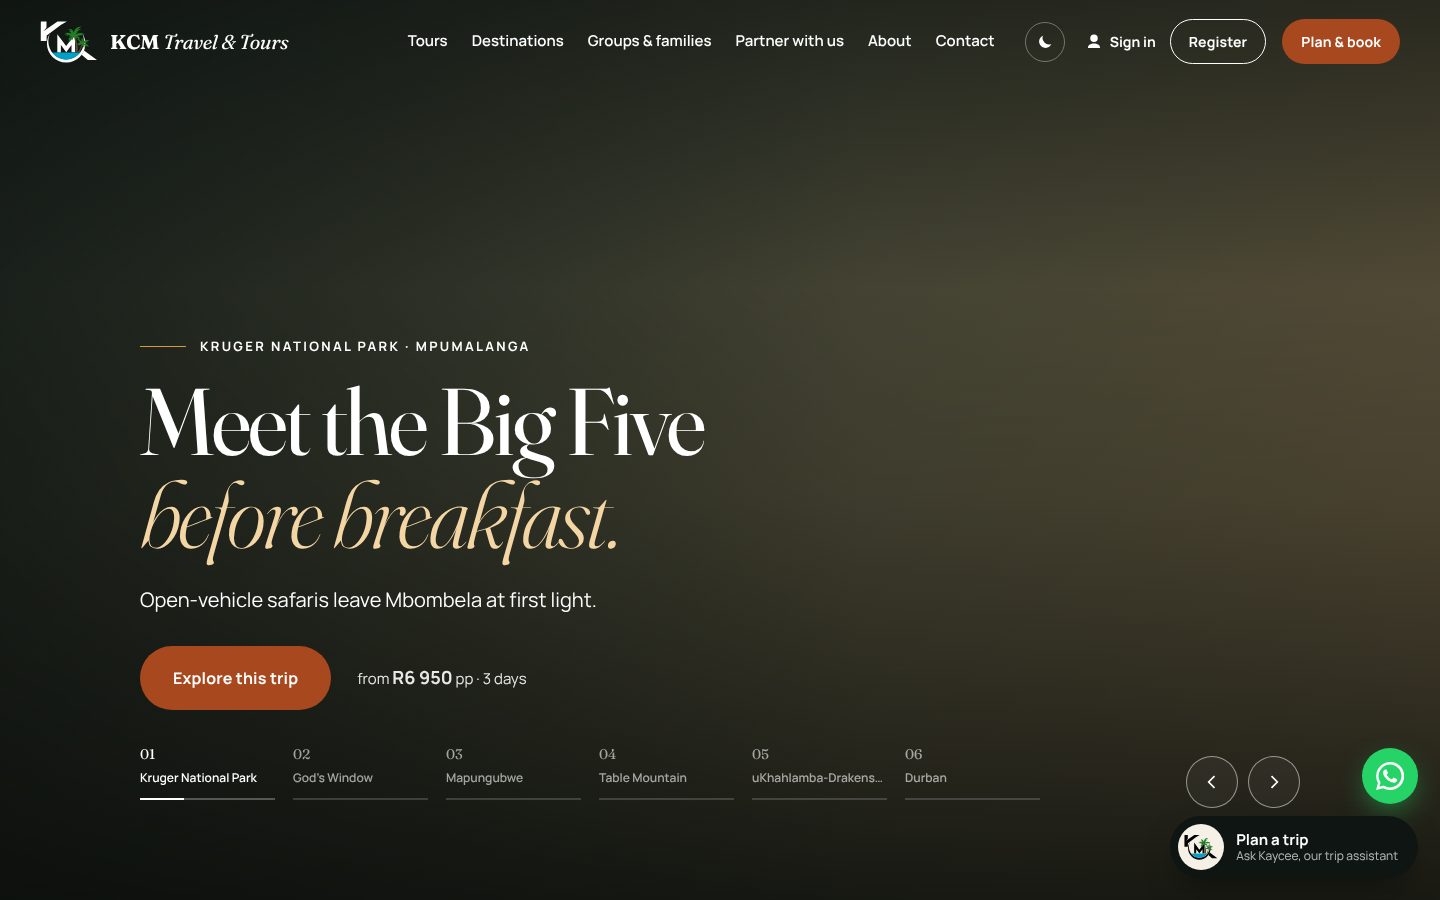 KCM Travel & Tours
Tours
Destinations
Groups & families
Partner with us
About
Contact
Sign in
Register
Plan & book
KRUGER NATIONAL PARK · MPUMALANGA
Meet the Big Five
before breakfast.
Open-vehicle safaris leave Mbombela at first light.
Explore this trip
from R6 950 pp · 3 days
01
Kruger National Park
02
God's Window
03
Mapungubwe
04
Table Mountain
05
uKhahlamba-Drakens...
06
Durban
Plan a trip
Ask Kaycee, our trip assistant